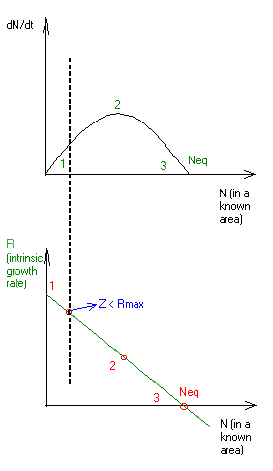 dN/dt
2
1
3
Neq
N (in a
known
area)
R
(intrinsic
growth
rate)
1
Z < Rmax
2
3
Neq
N (in a
known
area)